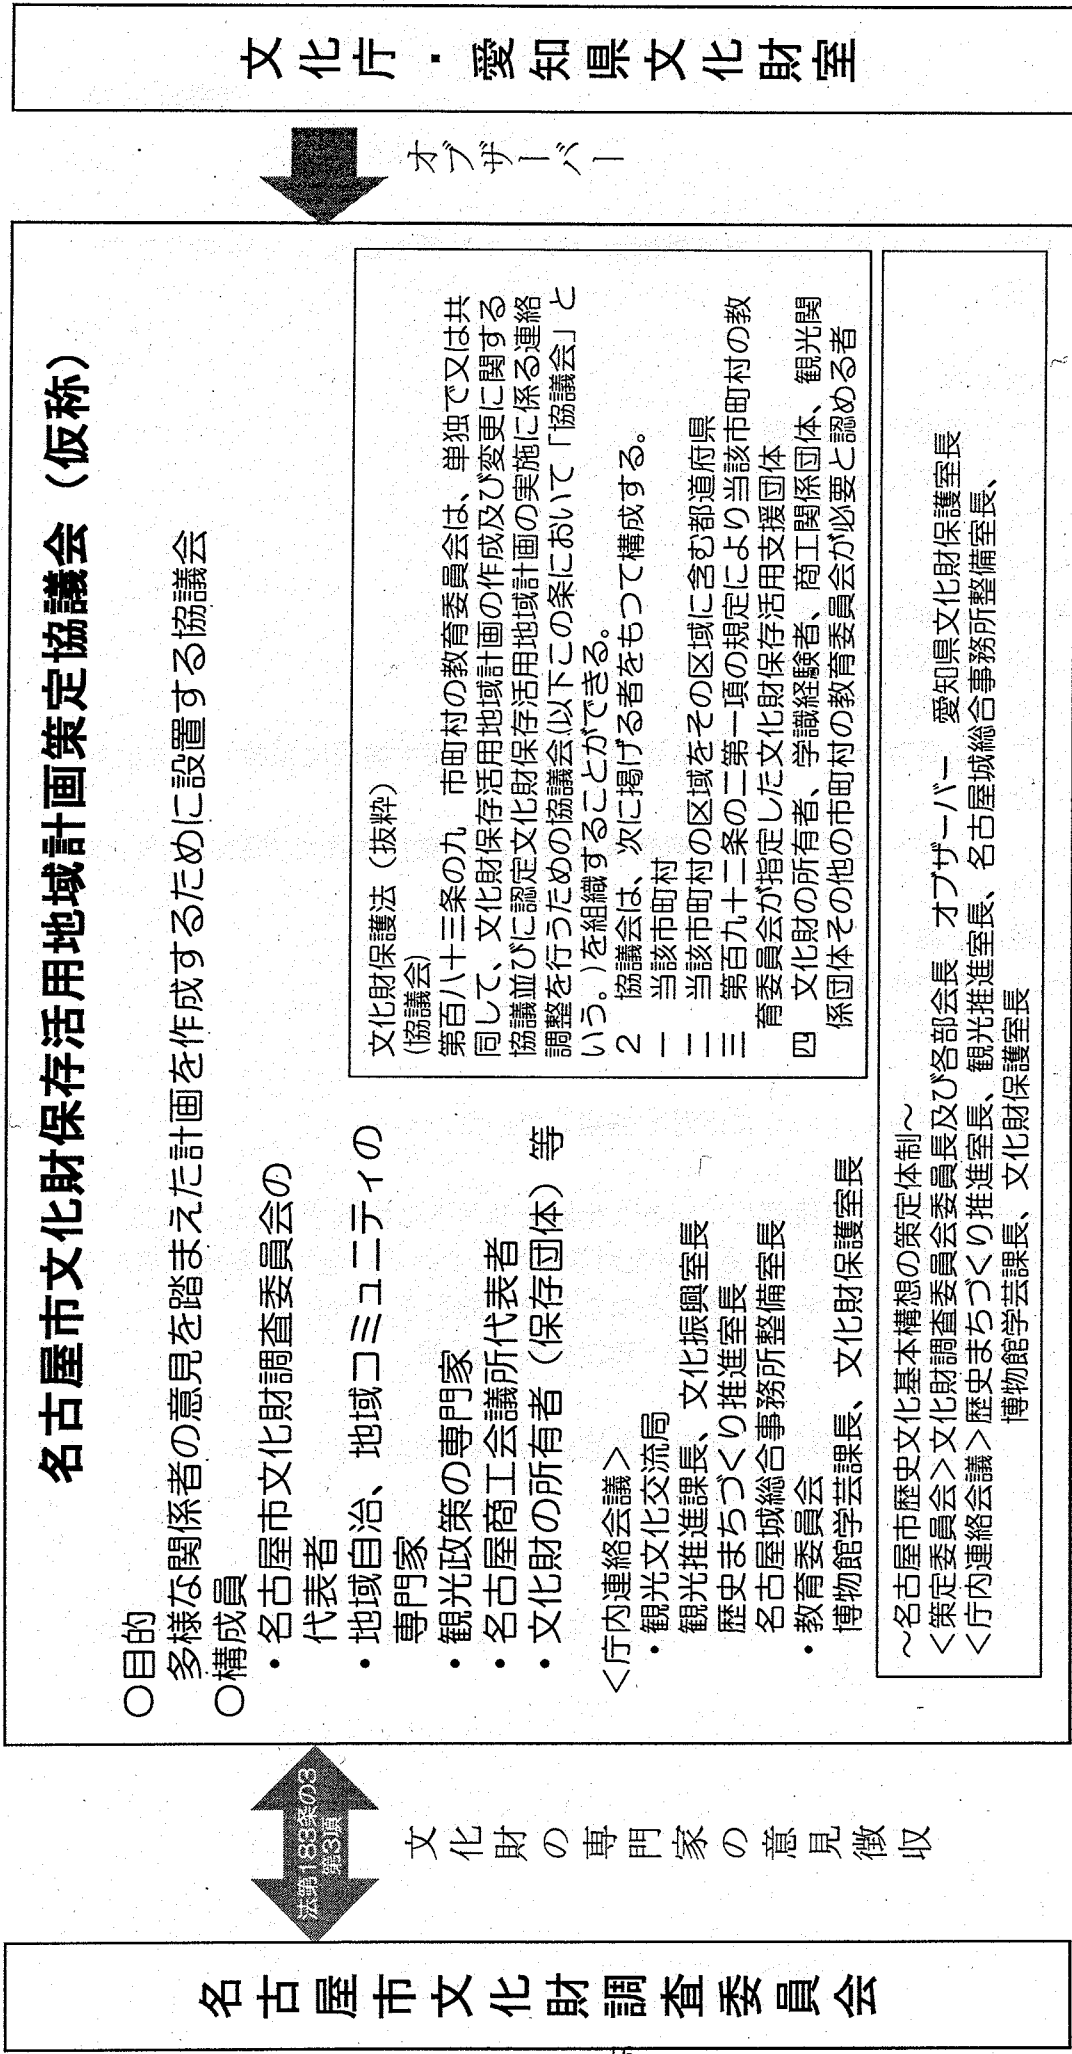 名古屋市文化財調査委員会
法第183条の3
第3項
文化財の専門家の意見徴収
名古屋市文化財保存活用地域計画策定協議会（仮称）
○目的
多様な関係者の意見を踏まえた計画を作成するために設置する協議会
○構成員
・名古屋市文化財調査委員会の
代表者
・地域自治、地域コミュニティの
専門家
・観光政策の専門家
・名古屋商工会議所代表者
・文化財の所有者（保存団体）等
＜庁内連絡会議＞
・観光文化交流局
観光推進課長、文化振興室長
歴史まちづくり推進室長
名古屋城総合事務所整備室長
・教育委員会
博物館学芸課長、文化財保護室長
文化財保護法（抜粋）
(協議会)
第百八十三条の九　市町村の教育委員会は、単独で又は共
同して、文化財保存活用地域計画の作成及び変更に関する
協議並びに認定文化財保存活用地域計画の実施に係る連絡
調整を行うための協議会(以下この条において「協議会」と
いう。)を組織することができる。
２　協議会は、次に掲げる者をもつて構成する。
一　当該市町村
二　当該市町村の区域をその区域に含む都道府県
三　第百九十二条の二第一項の規定により当該市町村の教
育委員会が指定した文化財保存活用支援団体
四　文化財の所有者、学識経験者、商工関係団体、観光関
係団体その他の市町村の教育委員会が必要と認める者
～名古屋市歴史文化基本構想の策定体制～
＜策定委員会＞文化財調査委員会委員長及び各部会長　オブザーバー　愛知県文化財保護室長
＜庁内連絡会議＞歴史まちづくり推進室長、観光推進室長、名古屋城総合事務所整備室長、
博物館学芸課長、文化財保護室長
オブザーバー
文化庁・愛知県文化財室